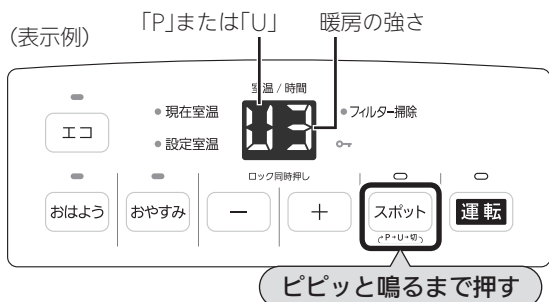 (表示例)
「P」または「U」
暖房の強さ
室温 / 時間
現在室温
設定室温
U3
フィルター掃除
エコ
ロック同時押し
おはよう
おやすみ
−
+
スポット
P→U→切
運転
ピピッと鳴るまで押す